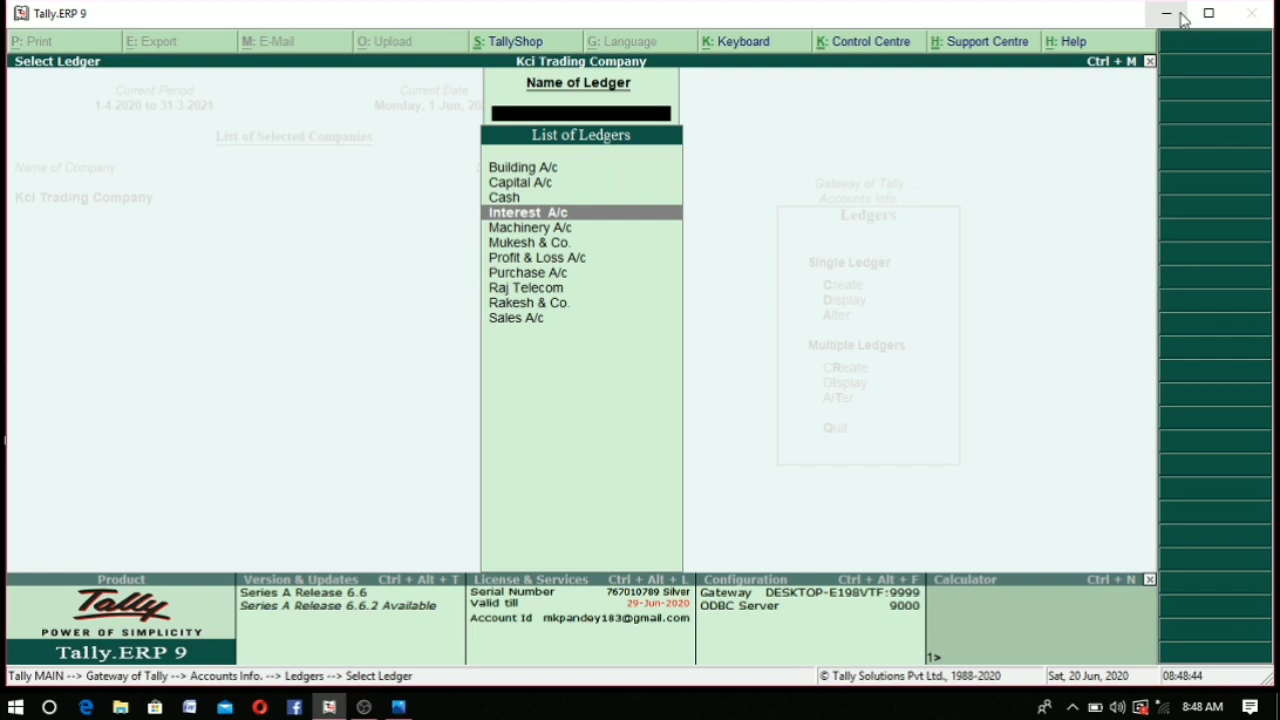 Tally.ERP 9
P: Print E: Export M: E-Mail O: Upload S: TallyShop G: Language K: Keyboard K: Control Centre H: Support Centre H: Help
Select Ledger Kci Trading Company Ctrl + M
Current Period Current Date
1-4-2020 to 31-3-2021 Monday, 1 Jun, 20
List of Selected Companies
Name of Company
Kci Trading Company
Name of Ledger
List of Ledgers
Building A/c
Capital A/c
Cash
Interest A/c
Machinery A/c
Mukesh & Co.
Profit & Loss A/c
Purchase A/c
Raj Telecom
Rakesh & Co.
Sales A/c
Gateway of Tally
Accounts Info. ...
Ledgers
Single Ledger
Create
Display
Alter
Multiple Ledgers
CReate
DIsplay
AlTer
Quit
Product
Tally
POWER OF SIMPLICITY
Tally.ERP 9
Version & Updates Ctrl + Alt + T
Series A Release 6.6
Series A Release 6.6.2 Available
License & Services Ctrl + Alt + L
Serial Number 767010789 Silver
Valid till 29-Jun-2020
Account Id mkpandey183@gmail.com
Configuration Ctrl + Alt + F
Gateway DESKTOP-E198VTF:9999
ODBC Server 9000
Calculator Ctrl + N
1>
Tally MAIN --> Gateway of Tally --> Accounts Info. --> Ledgers --> Select Ledger © Tally Solutions Pvt Ltd., 1988-2020 Sat, 20 Jun, 2020 08:48:44
8:48 AM